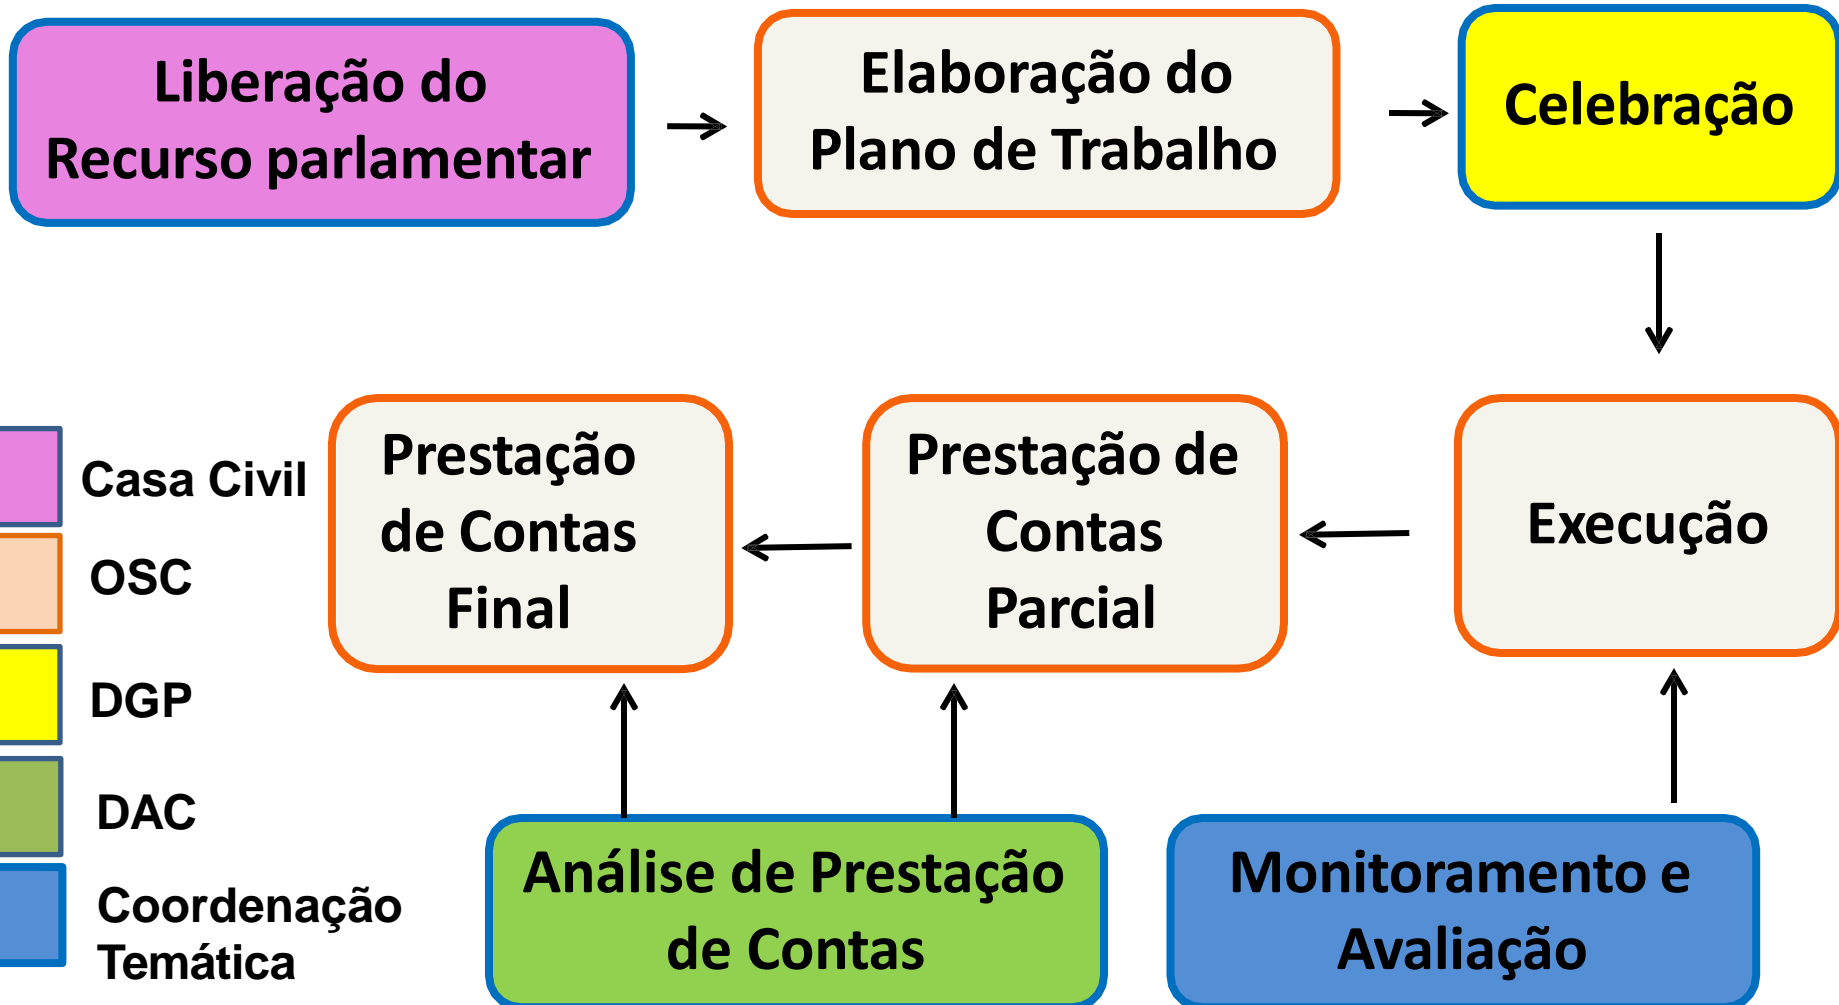 Liberação do
Recurso parlamentar
Elaboração do
Plano de Trabalho
Celebração
Prestação
de Contas
Final
Prestação de
Contas
Parcial
Execução
Casa Civil
OSC
DGP
DAC
Coordenação
Temática
Análise de Prestação
de Contas
Monitoramento e
Avaliação